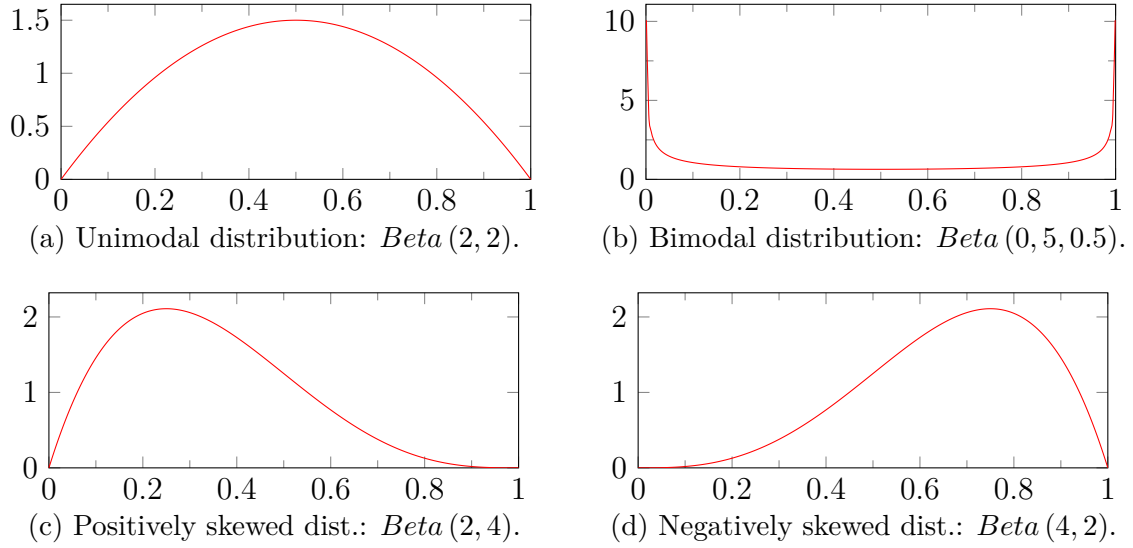 1.5
1
0.5
0
0 0.2 0.4 0.6 0.8 1
(a) Unimodal distribution: Beta (2, 2).
10
5
0
0 0.2 0.4 0.6 0.8 1
(b) Bimodal distribution: Beta (0, 5, 0.5).
2
1
0
0 0.2 0.4 0.6 0.8 1
(c) Positively skewed dist.: Beta (2, 4).
2
1
0
0 0.2 0.4 0.6 0.8 1
(d) Negatively skewed dist.: Beta (4, 2).